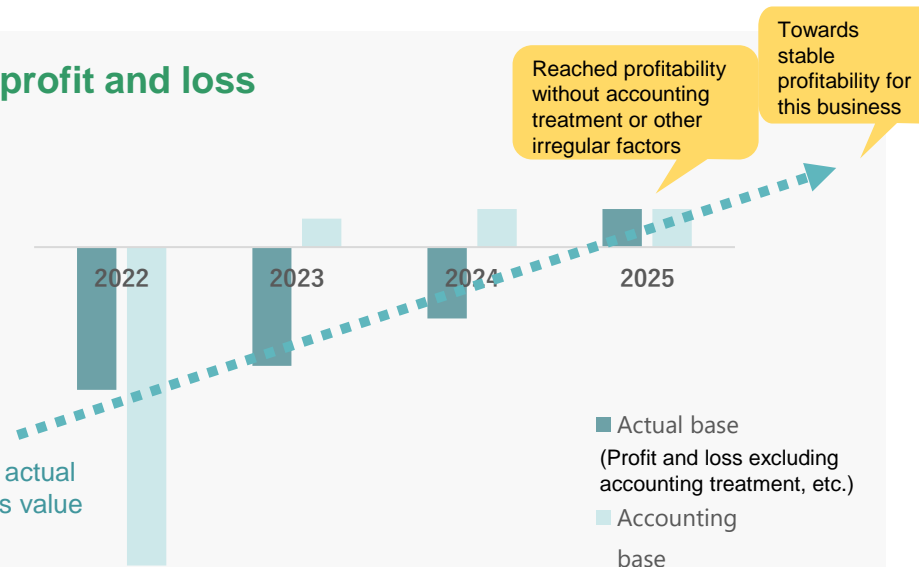 profit and loss
Reached profitability
without accounting
treatment or other
irregular factors
Towards
stable
profitability for
this business
2022
2023
2024
2025
actual
s value
Actual base
(Profit and loss excluding
accounting treatment, etc.)
Accounting
base